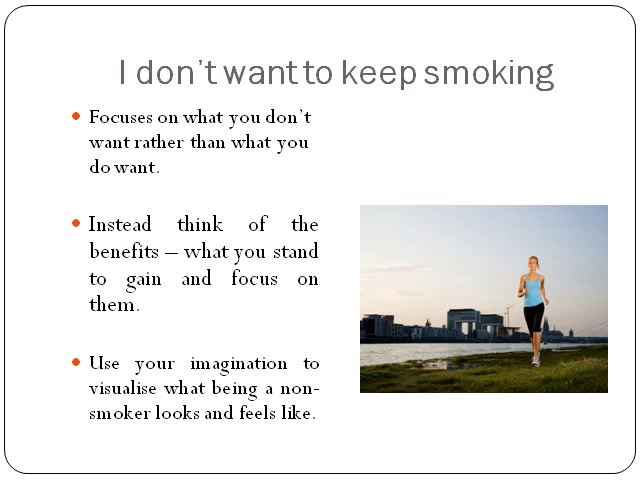 I don't want to keep smoking
Focuses on what you don't
want rather than what you
do want.
Instead think of the
benefits – what you stand
to gain and focus on
them.
Use your imagination to
visualise what being a non-
smoker looks and feels like.